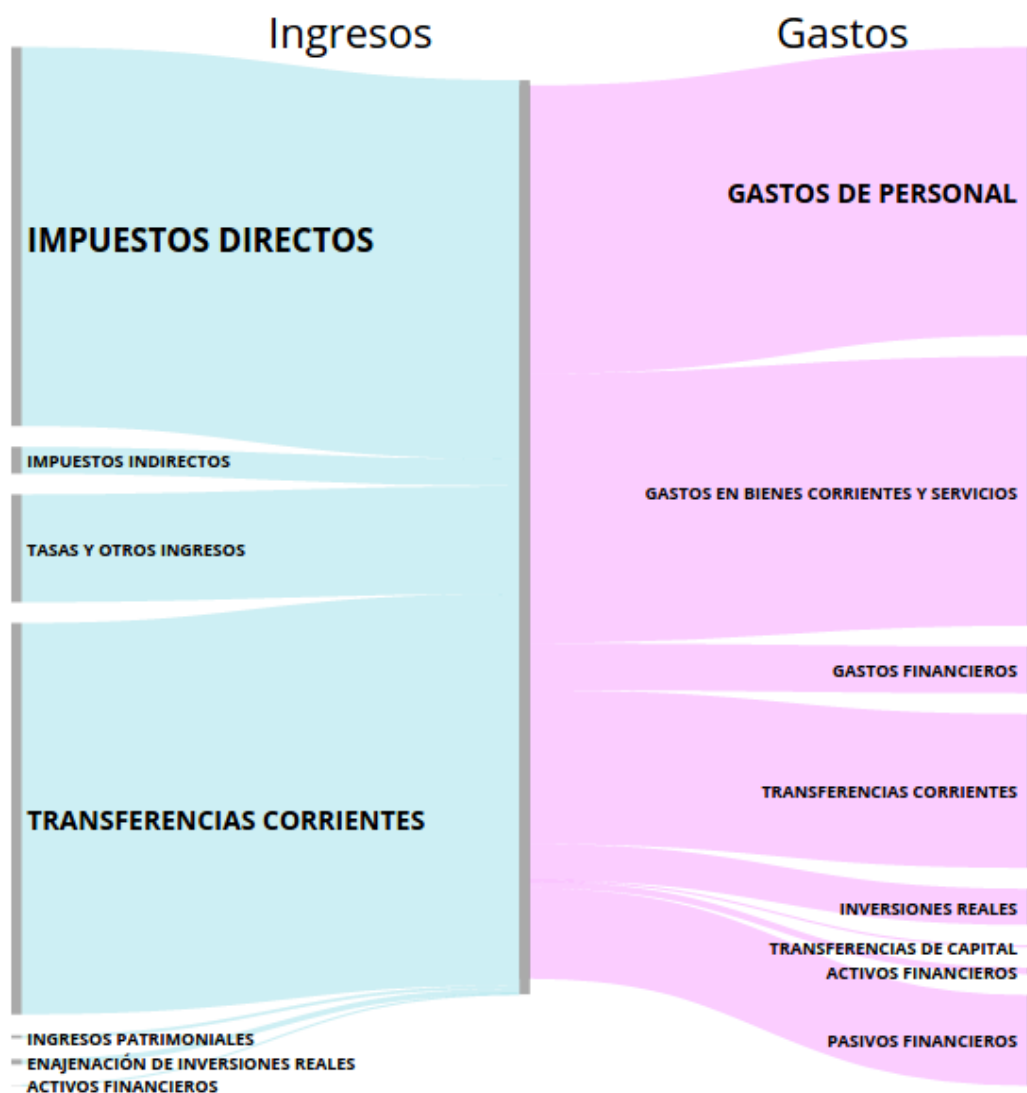 Ingresos
Gastos
IMPUESTOS DIRECTOS
IMPUESTOS INDIRECTOS
TASAS Y OTROS INGRESOS
TRANSFERENCIAS CORRIENTES
INGRESOS PATRIMONIALES
ENAJENACIÓN DE INVERSIONES REALES
ACTIVOS FINANCIEROS
GASTOS DE PERSONAL
GASTOS EN BIENES CORRIENTES Y SERVICIOS
GASTOS FINANCIEROS
TRANSFERENCIAS CORRIENTES
INVERSIONES REALES
TRANSFERENCIAS DE CAPITAL
ACTIVOS FINANCIEROS
PASIVOS FINANCIEROS